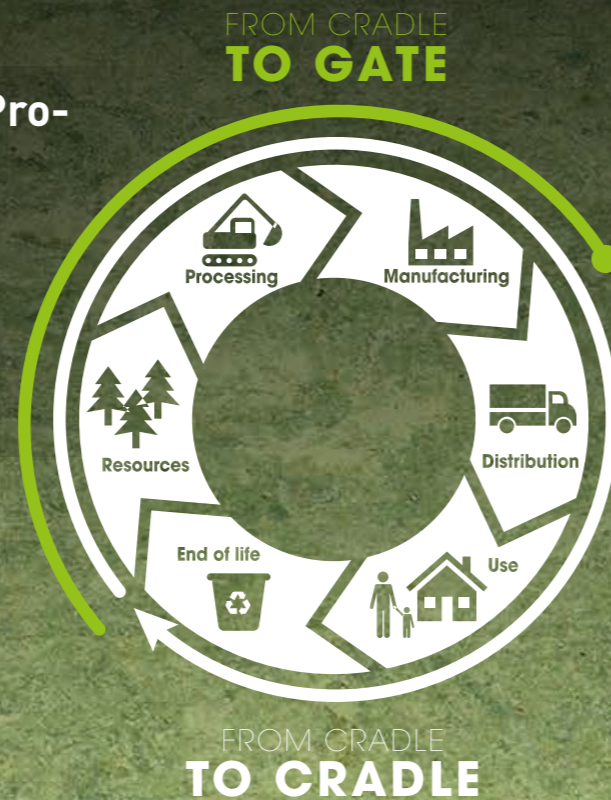 FROM CRADLE
TO GATE
Pro-
Processing
Manufacturing
Resources
Distribution
End of life
Use
FROM CRADLE
TO CRADLE